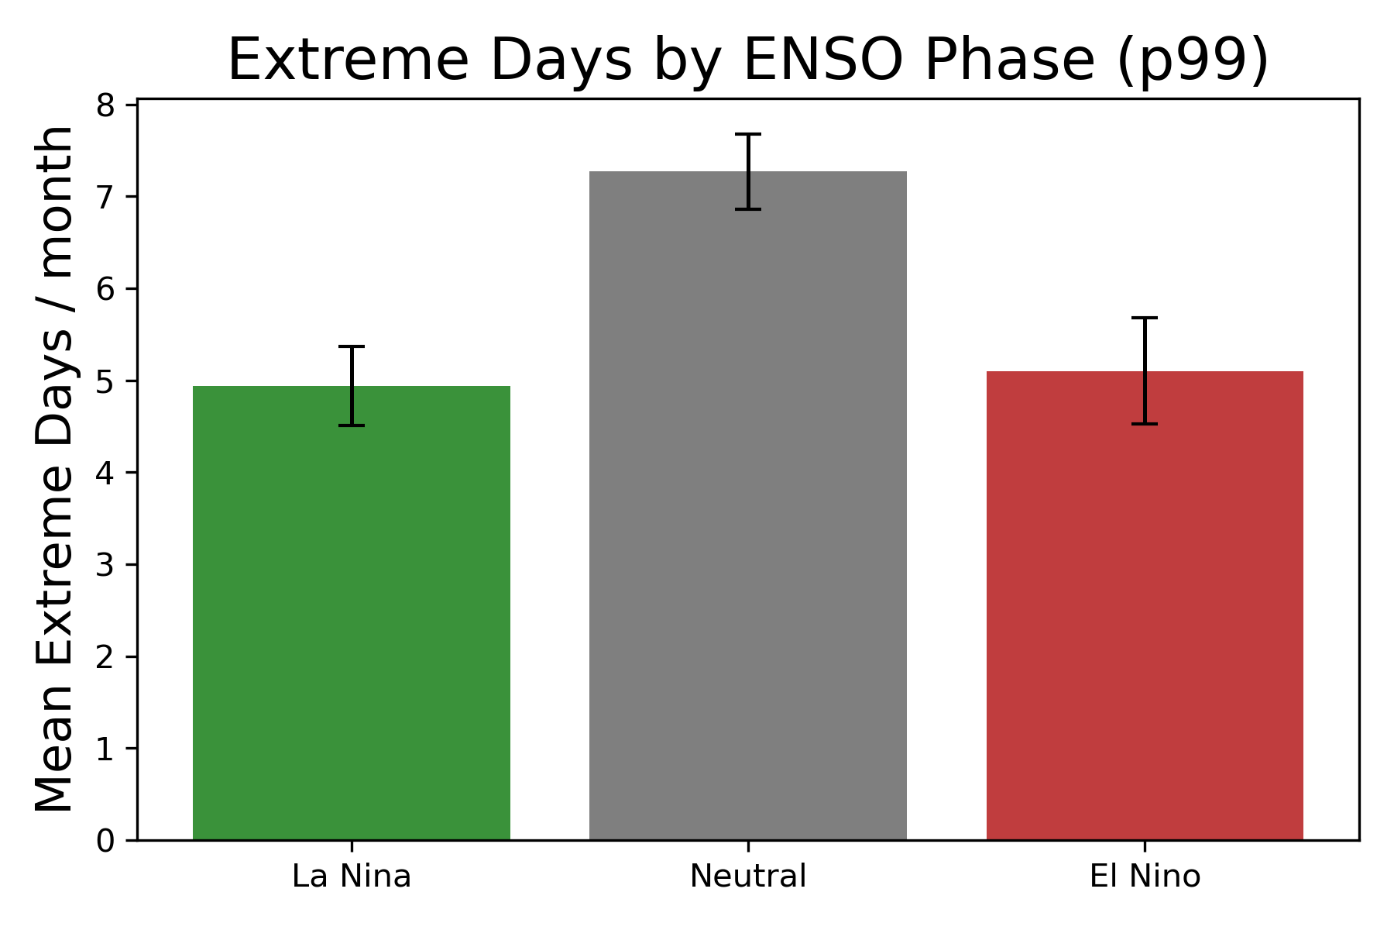 Extreme Days by ENSO Phase (p99)
Mean Extreme Days / month
8
7
6
5
4
3
2
1
0
La Nina
Neutral
El Nino